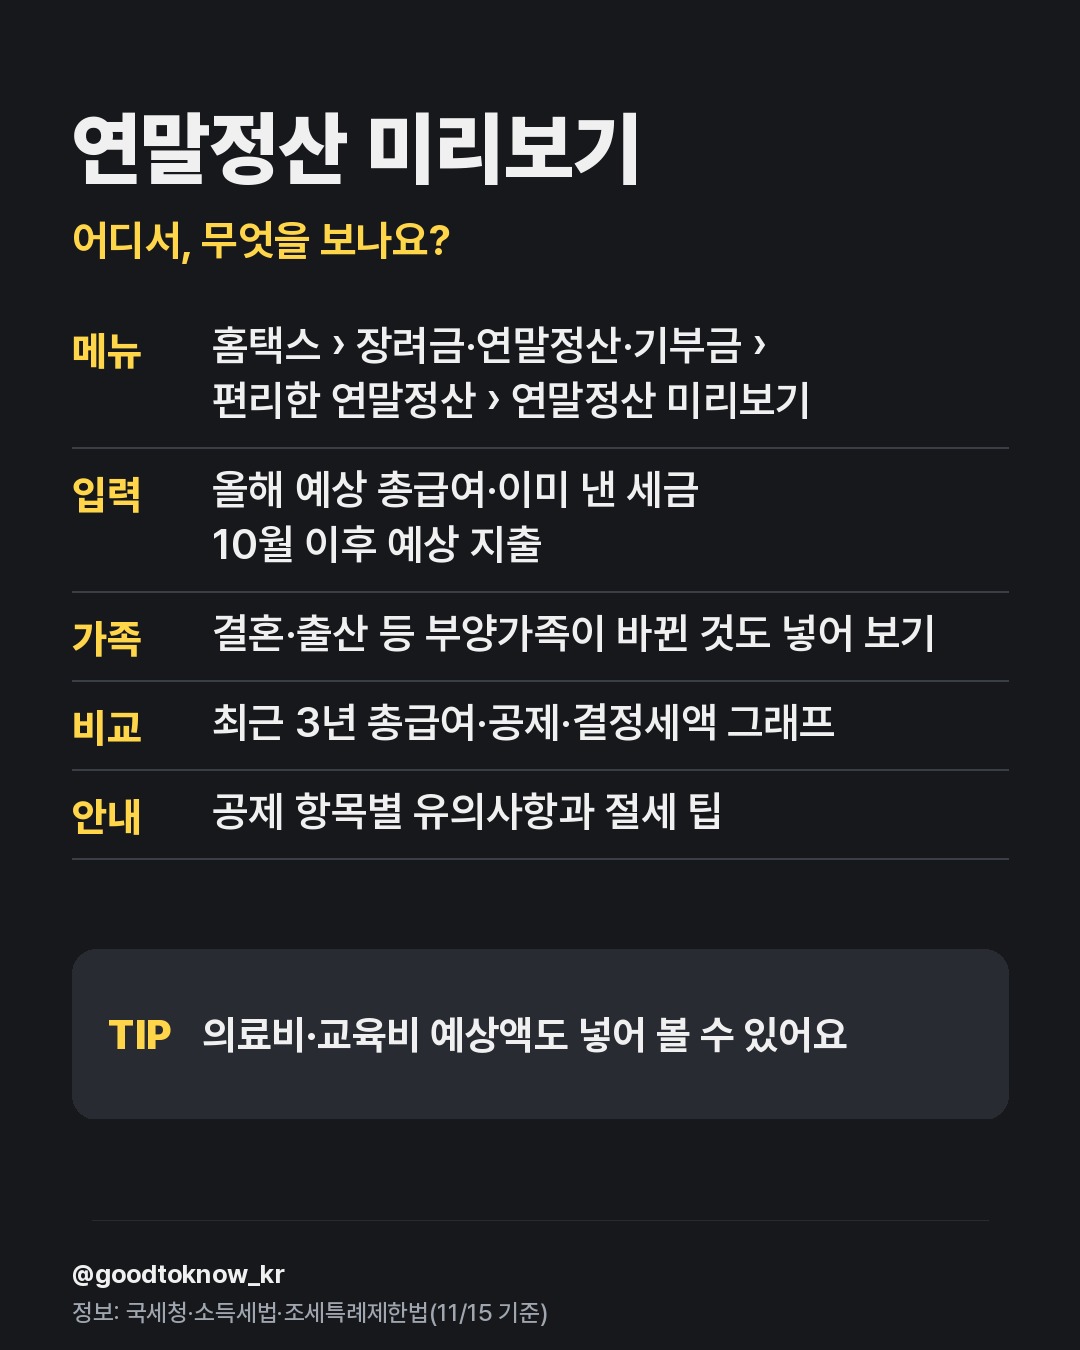 연말정산 미리보기
어디서, 무엇을 보나요?
메뉴 홈택스 › 장려금·연말정산·기부금 ›
편리한 연말정산 › 연말정산 미리보기
입력 올해 예상 총급여·이미 낸 세금
10월 이후 예상 지출
가족 결혼·출산 등 부양가족이 바뀐 것도 넣어 보기
비교 최근 3년 총급여·공제·결정세액 그래프
안내 공제 항목별 유의사항과 절세 팁
TIP 의료비·교육비 예상액도 넣어 볼 수 있어요
@goodtoknow_kr
정보: 국세청·소득세법·조세특례제한법(11/15 기준)